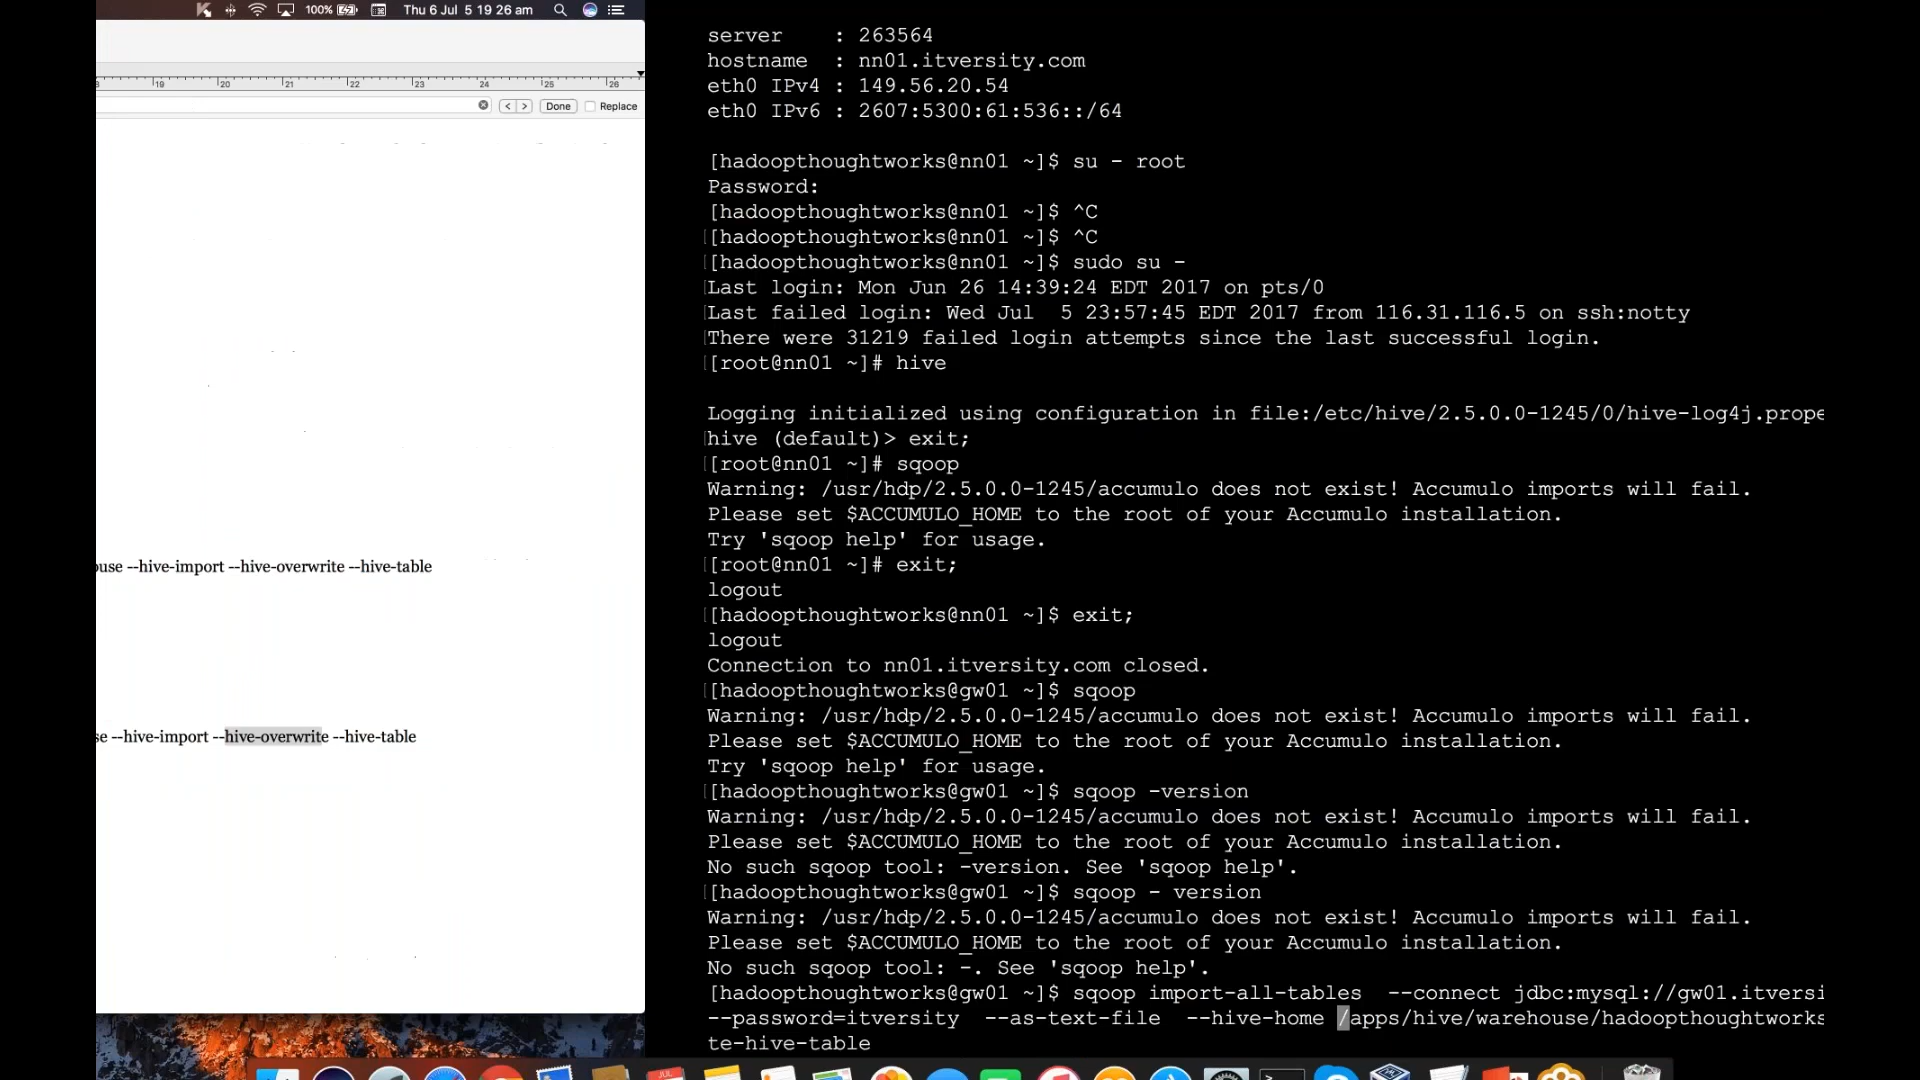 100% Thu 6 Jul 5 19 26 am
19 20 21 22 23 24 25 26
< > Done Replace
use --hive-import --hive-overwrite --hive-table
se --hive-import --hive-overwrite --hive-table
server : 263564
hostname : nn01.itversity.com
eth0 IPv4 : 149.56.20.54
eth0 IPv6 : 2607:5300:61:536::/64
[hadoopthoughtworks@nn01 ~]$ su - root
Password:
[hadoopthoughtworks@nn01 ~]$ ^C
[hadoopthoughtworks@nn01 ~]$ ^C
[hadoopthoughtworks@nn01 ~]$ sudo su -
Last login: Mon Jun 26 14:39:24 EDT 2017 on pts/0
Last failed login: Wed Jul  5 23:57:45 EDT 2017 from 116.31.116.5 on ssh:notty
There were 31219 failed login attempts since the last successful login.
[root@nn01 ~]# hive
Logging initialized using configuration in file:/etc/hive/2.5.0.0-1245/0/hive-log4j.prope
hive (default)> exit;
[root@nn01 ~]# sqoop
Warning: /usr/hdp/2.5.0.0-1245/accumulo does not exist! Accumulo imports will fail.
Please set $ACCUMULO_HOME to the root of your Accumulo installation.
Try 'sqoop help' for usage.
[root@nn01 ~]# exit;
logout
[hadoopthoughtworks@nn01 ~]$ exit;
logout
Connection to nn01.itversity.com closed.
[hadoopthoughtworks@gw01 ~]$ sqoop
Warning: /usr/hdp/2.5.0.0-1245/accumulo does not exist! Accumulo imports will fail.
Please set $ACCUMULO_HOME to the root of your Accumulo installation.
Try 'sqoop help' for usage.
[hadoopthoughtworks@gw01 ~]$ sqoop -version
Warning: /usr/hdp/2.5.0.0-1245/accumulo does not exist! Accumulo imports will fail.
Please set $ACCUMULO_HOME to the root of your Accumulo installation.
No such sqoop tool: -version. See 'sqoop help'.
[hadoopthoughtworks@gw01 ~]$ sqoop - version
Warning: /usr/hdp/2.5.0.0-1245/accumulo does not exist! Accumulo imports will fail.
Please set $ACCUMULO_HOME to the root of your Accumulo installation.
No such sqoop tool: -. See 'sqoop help'.
[hadoopthoughtworks@gw01 ~]$ sqoop import-all-tables  --connect jdbc:mysql://gw01.itversi
--password=itversity  --as-text-file  --hive-home /apps/hive/warehouse/hadoopthoughtworks
te-hive-table